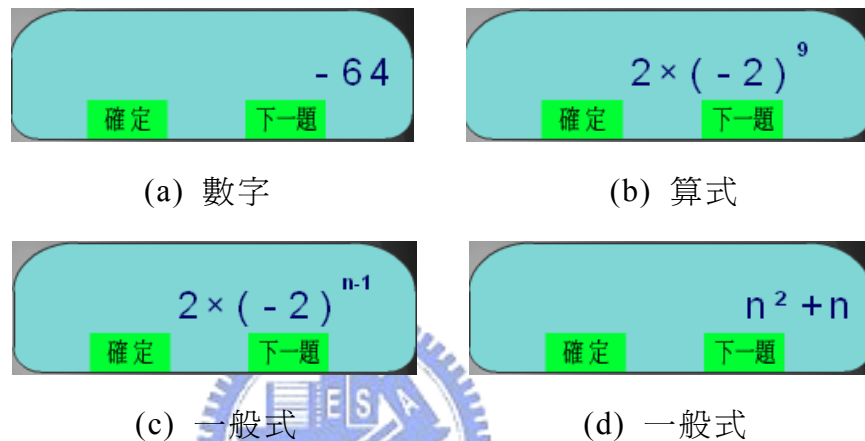 - 64
確定 下一題
(a) 數字
2 × ( - 2 )⁹
確定 下一題
(b) 算式
2 × ( - 2 )ⁿ⁻¹
確定 下一題
(c) 一般式
n² + n
確定 下一題
(d) 一般式
E S A